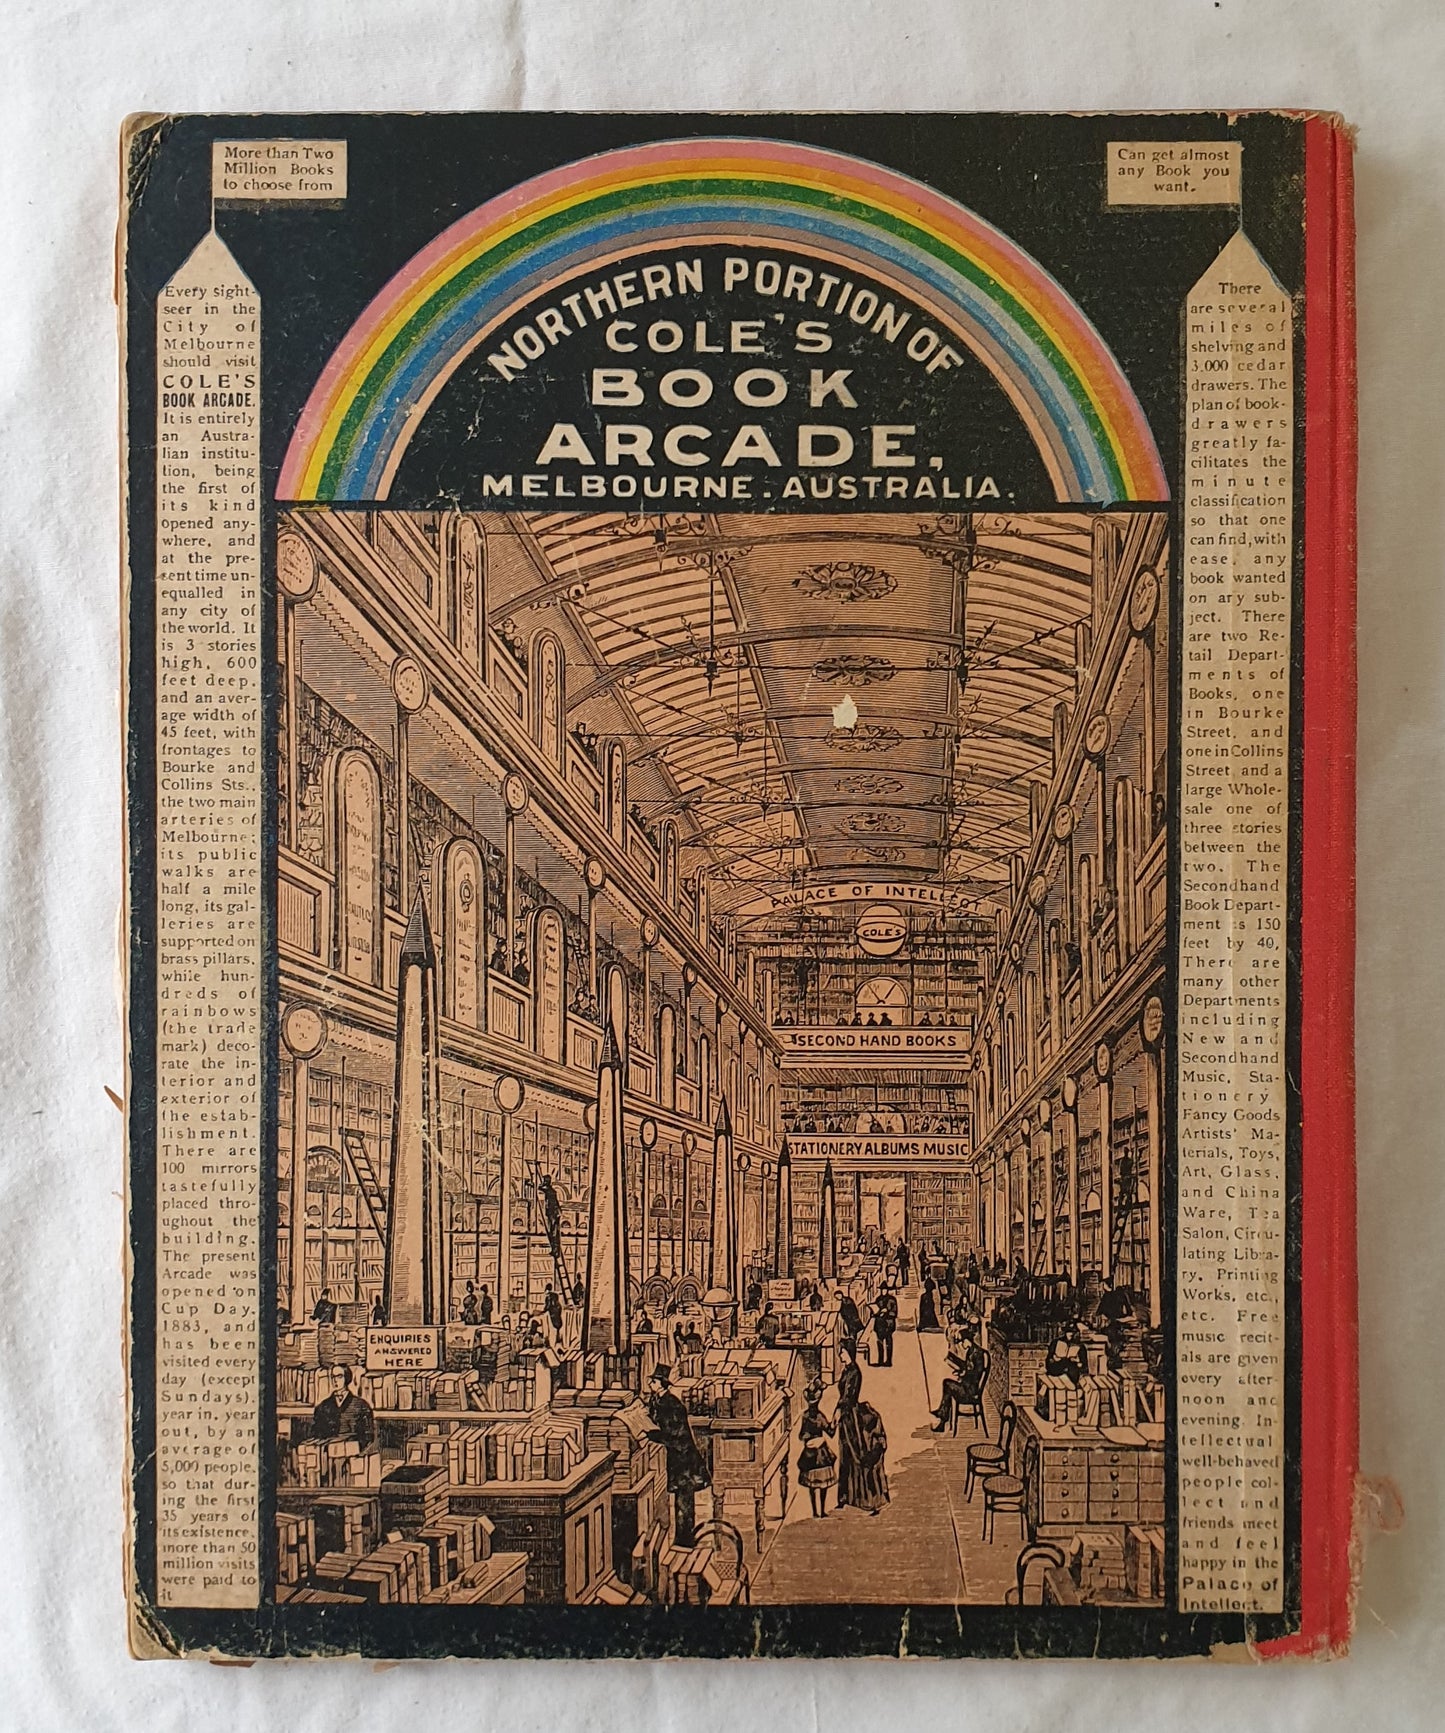 More than Two
Million Books
to choose from
Can get almost
any Book you
want.
NORTHERN PORTION OF
COLE'S
BOOK
ARCADE,
MELBOURNE. AUSTRALIA.
Every sight-
seer in the
City of
Melbourne
should visit
COLE'S
BOOK ARCADE.
It is entirely
an Austra-
lian institu-
tion, being
the first of
its kind
opened any-
where, and
at the pre-
sent time un-
equalled in
any city of
the world. It
is 3 stories
high, 600
feet deep,
and an aver-
age width of
45 feet, with
frontages to
Bourke and
Collins Sts.,
the two main
arteries of
Melbourne;
its public
walks are
half a mile
long, its gal-
leries are
supported on
brass pillars,
while hun-
dreds of
rainbows
(the trade
mark) deco-
rate the in-
terior and
exterior of
the estab-
lishment.
There are
100 mirrors
tastefully
placed thro-
ughout the
building.
The present
Arcade was
opened on
Cup Day,
1883, and
has been
visited every
day (except
Sundays),
year in, year
out, by an
average of
5,000 people,
so that dur-
ing the first
35 years of
its existence,
more than 50
million visits
were paid to
it
PALACE OF INTELLECT
COLE'S
SECOND HAND BOOKS
STATIONERY ALBUMS MUSIC
ENQUIRIES
ANSWERED
HERE
There
are several
miles of
shelving and
3,000 cedar
drawers. The
plan of book-
drawers
greatly fa-
cilitates the
minute
classification
so that one
can find, with
ease, any
book wanted
on any sub-
ject. There
are two Re-
tail Depart-
ments of
Books, one
in Bourke
Street, and
one in Collins
Street and a
large Whole-
sale one of
three stories
between the
two. The
Secondhand
Book Depart-
ment is 150
feet by 40,
There are
many other
Departments
including
New and
Secondhand
Music, Sta-
tionery
Fancy Goods
Artists' Ma-
terials, Toys,
Art, Glass,
and China
Ware, Tea
Salon, Circu-
lating Libra-
ry, Printing
Works, etc.,
etc. Free
music recit-
als are given
every after-
noon and
evening. In-
tellectual
well-behaved
people col-
lect and
friends meet
and feel
happy in the
Palace of
Intellect.